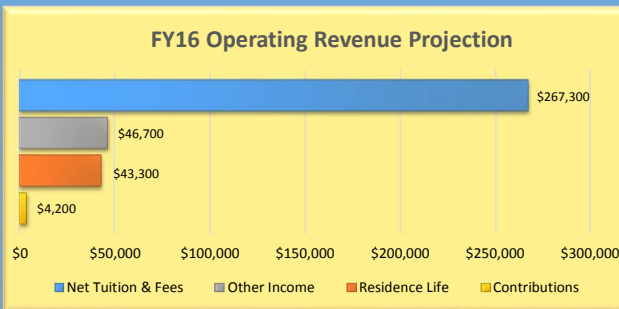 FY16 Operating Revenue Projection
$267,300
$46,700
$43,300
$4,200
$0 $50,000 $100,000 $150,000 $200,000 $250,000 $300,000
Net Tuition & Fees Other Income Residence Life Contributions